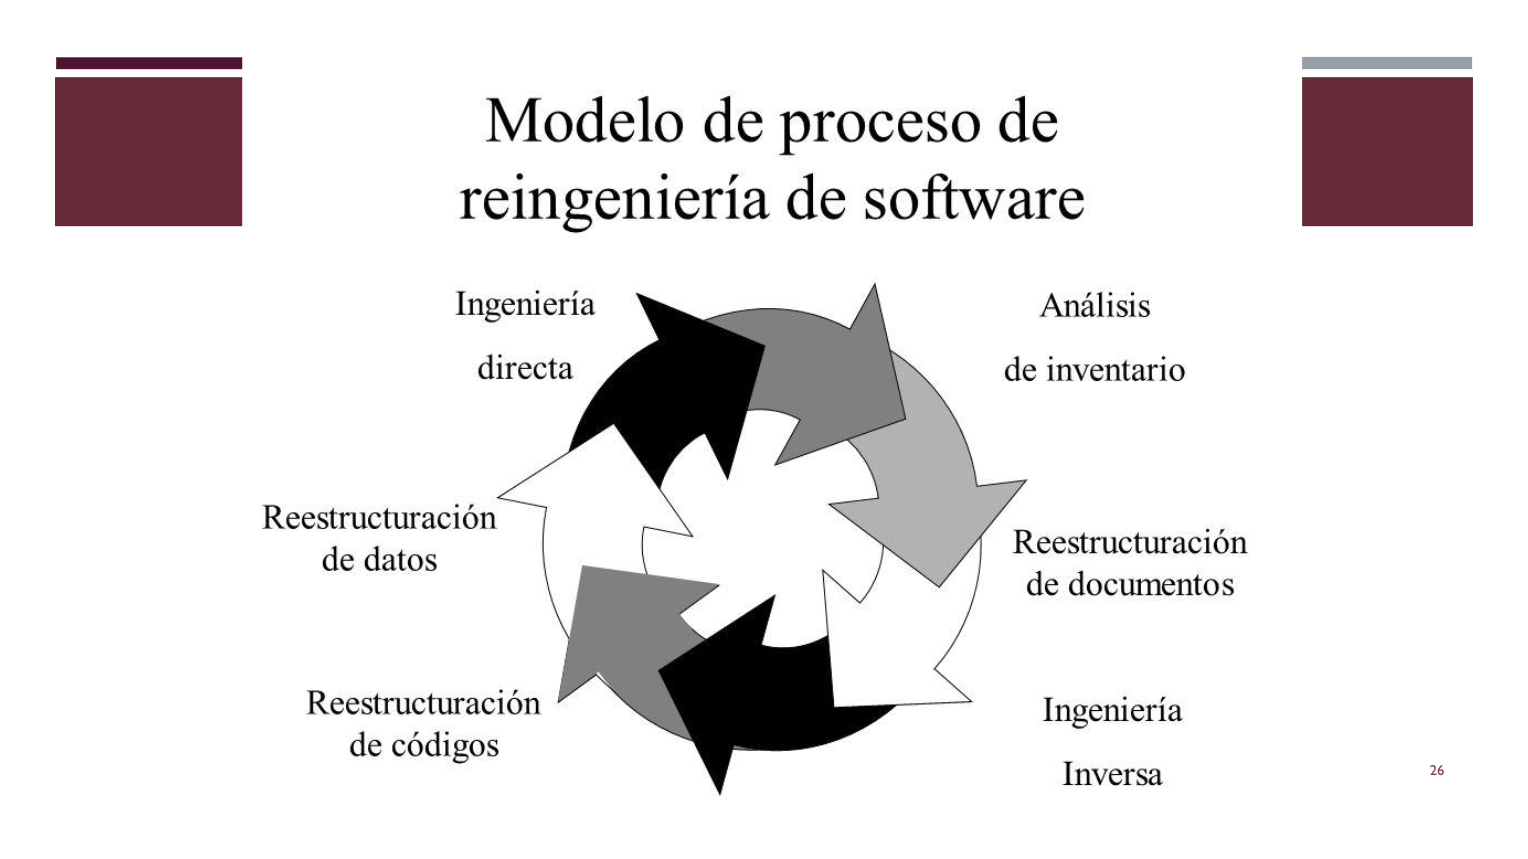 Modelo de proceso de
reingeniería de software
Ingeniería
directa
Análisis
de inventario
Reestructuración
de datos
Reestructuración
de documentos
Reestructuración
de códigos
Ingeniería
Inversa
26